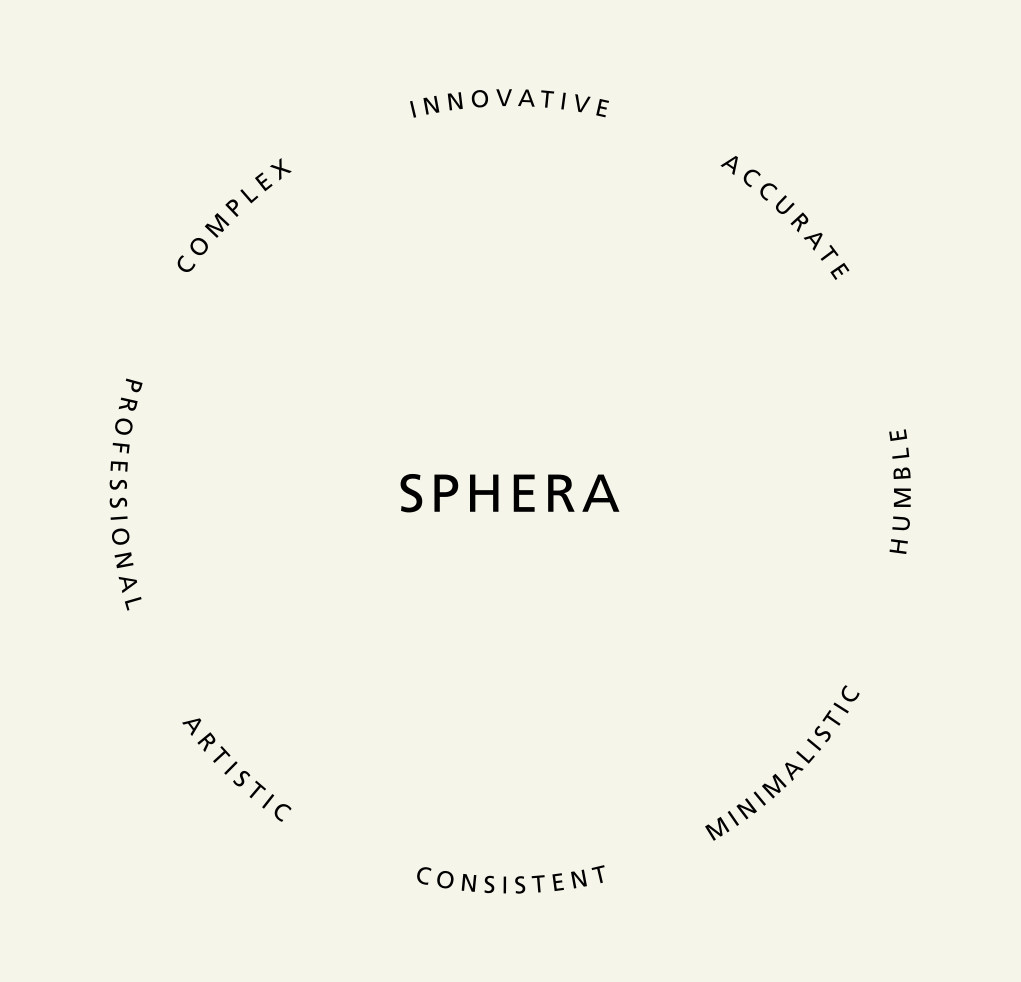 INNOVATIVE
ACCURATE
HUMBLE
MINIMALISTIC
CONSISTENT
ARTISTIC
PROFESSIONAL
COMPLEX
SPHERA